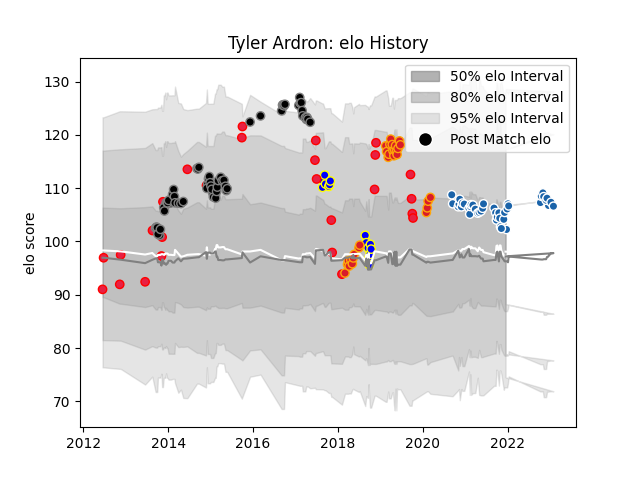 Tyler Ardron: elo History
50% elo Interval
80% elo Interval
95% elo Interval
Post Match elo
elo score
130
120
110
100
90
80
70
2012
2014
2016
2018
2020
2022